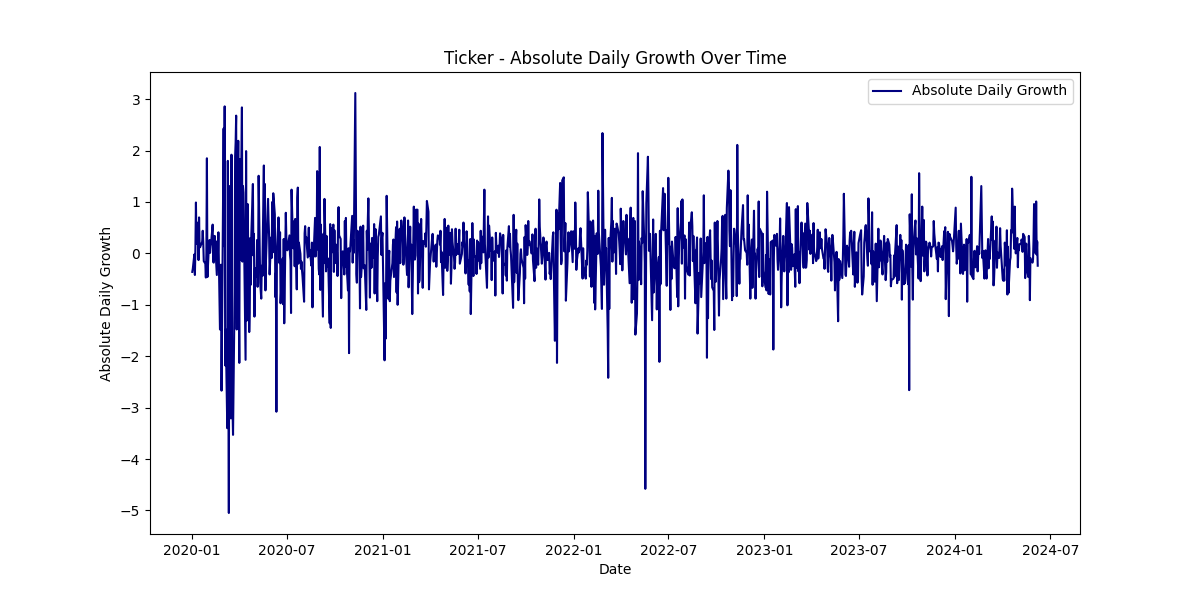 Ticker - Absolute Daily Growth Over Time
Absolute Daily Growth
Absolute Daily Growth
3
2
1
0
−1
−2
−3
−4
−5
2020-01 2020-07 2021-01 2021-07 2022-01 2022-07 2023-01 2023-07 2024-01 2024-07
Date